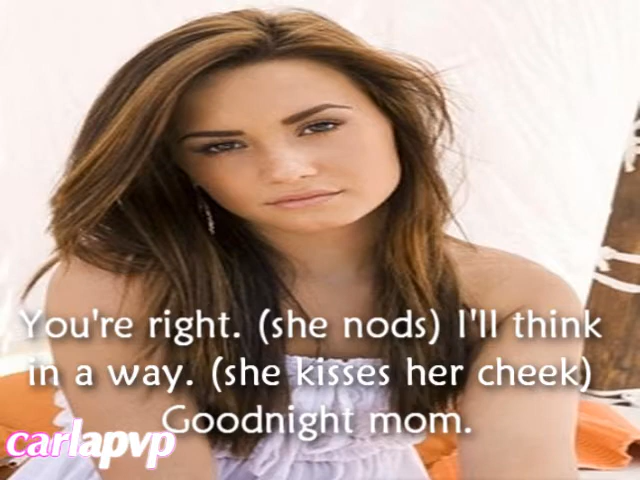 You're right. (she nods) I'll think
in a way. (she kisses her cheek)
Goodnight mom.
carlapvp